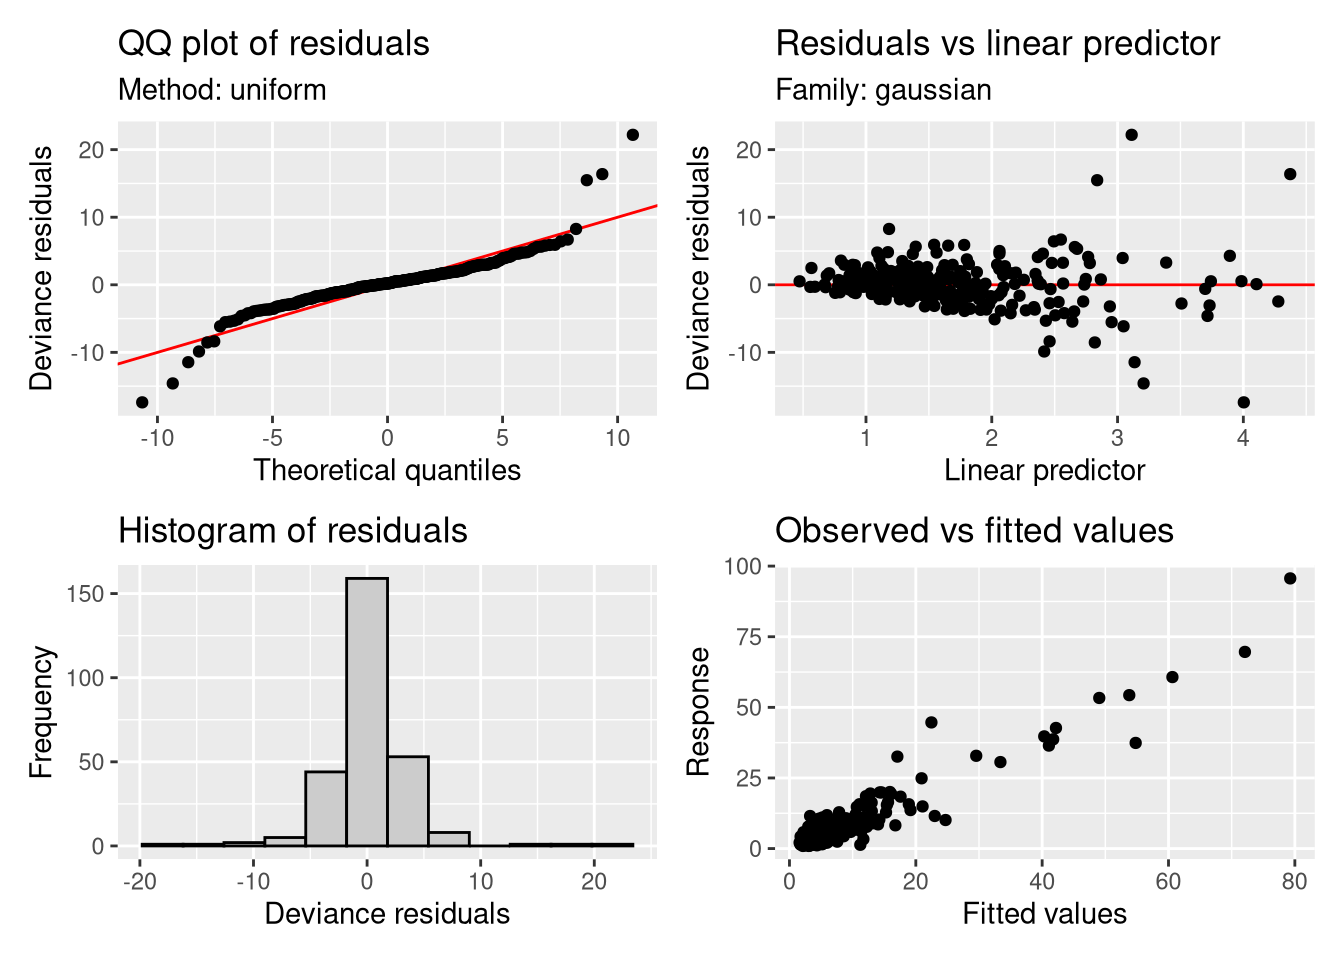 QQ plot of residuals
Method: uniform
20
10
0
-10
Deviance residuals
-10
-5
0
5
10
Theoretical quantiles
Residuals vs linear predictor
Family: gaussian
20
10
0
-10
Deviance residuals
1
2
3
4
Linear predictor
Histogram of residuals
150
100
50
0
Frequency
-20
-10
0
10
20
Deviance residuals
Observed vs fitted values
100
75
50
25
0
Response
0
20
40
60
80
Fitted values